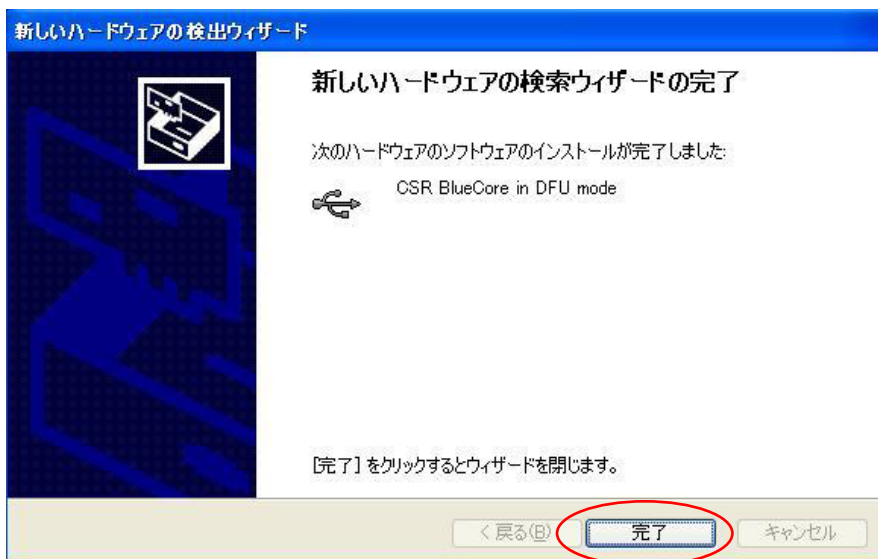 新しいハードウェアの検出ウィザード
新しいハードウェアの検索ウィザードの完了
次のハードウェアのソフトウェアのインストールが完了しました:
CSR BlueCore in DFU mode
[完了] をクリックするとウィザードを閉じます。
< 戻る(B) 完了 キャンセル